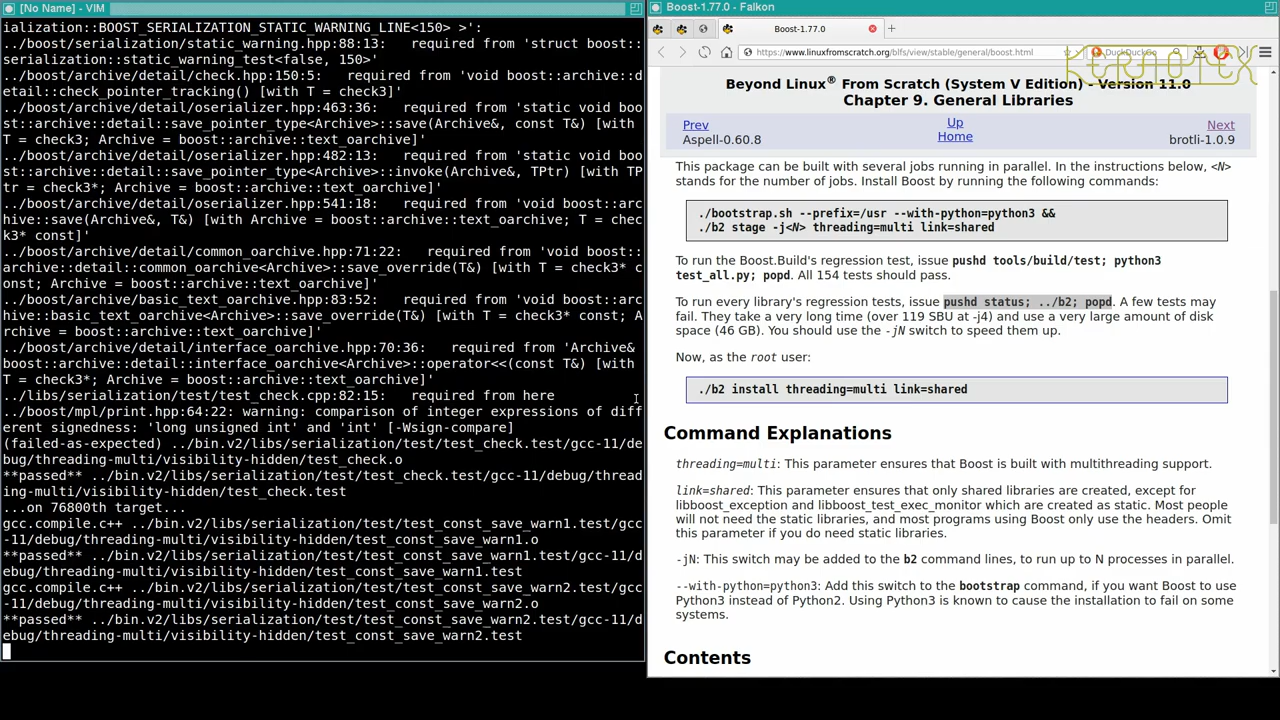 [No Name] - VIM
ialization::BOOST_SERIALIZATION_STATIC_WARNING_LINE<150> >':
../boost/serialization/static_warning.hpp:88:13:   required from 'struct boost::
serialization::static_warning_test<false, 150>'
../boost/archive/detail/check.hpp:150:5:   required from 'void boost::archive::d
etail::check_pointer_tracking() [with T = check3]'
../boost/archive/detail/oserializer.hpp:463:36:   required from 'static void boo
st::archive::detail::save_pointer_type<Archive>::save(Archive&, const T&) [with
T = check3; Archive = boost::archive::text_oarchive]'
../boost/archive/detail/oserializer.hpp:482:13:   required from 'static void boo
st::archive::detail::save_pointer_type<Archive>::invoke(Archive&, TPtr) [with TP
tr = check3*; Archive = boost::archive::text_oarchive]'
../boost/archive/detail/oserializer.hpp:541:18:   required from 'void boost::arc
hive::save(Archive&, T&) [with Archive = boost::archive::text_oarchive; T = chec
k3* const]'
../boost/archive/detail/common_oarchive.hpp:71:22:   required from 'void boost::
archive::detail::common_oarchive<Archive>::save_override(T&) [with T = check3* c
onst; Archive = boost::archive::text_oarchive]'
../boost/archive/basic_text_oarchive.hpp:83:52:   required from 'void boost::arc
hive::basic_text_oarchive<Archive>::save_override(T&) [with T = check3* const; A
rchive = boost::archive::text_oarchive]'
../boost/archive/detail/interface_oarchive.hpp:70:36:   required from 'Archive&
boost::archive::detail::interface_oarchive<Archive>::operator<<(const T&) [with
T = check3*; Archive = boost::archive::text_oarchive]'
../libs/serialization/test/test_check.cpp:82:15:   required from here
../boost/mpl/print.hpp:64:22: warning: comparison of integer expressions of diff
erent signedness: 'long unsigned int' and 'int' [-Wsign-compare]
(failed-as-expected) ../bin.v2/libs/serialization/test/test_check.test/gcc-11/de
bug/threading-multi/visibility-hidden/test_check.o
**passed** ../bin.v2/libs/serialization/test/test_check.test/gcc-11/debug/thread
ing-multi/visibility-hidden/test_check.test
...on 76800th target...
gcc.compile.c++ ../bin.v2/libs/serialization/test/test_const_save_warn1.test/gcc
-11/debug/threading-multi/visibility-hidden/test_const_save_warn1.o
**passed** ../bin.v2/libs/serialization/test/test_const_save_warn1.test/gcc-11/d
ebug/threading-multi/visibility-hidden/test_const_save_warn1.test
gcc.compile.c++ ../bin.v2/libs/serialization/test/test_const_save_warn2.test/gcc
-11/debug/threading-multi/visibility-hidden/test_const_save_warn2.o
**passed** ../bin.v2/libs/serialization/test/test_const_save_warn2.test/gcc-11/d
ebug/threading-multi/visibility-hidden/test_const_save_warn2.test
Boost-1.77.0 - Falkon
Boost-1.77.0
https://www.linuxfromscratch.org/blfs/view/stable/general/boost.html
DuckDuckGo
KERNOTEX
Beyond Linux® From Scratch (System V Edition) - Version 11.0
Chapter 9. General Libraries
Prev Up Next
Aspell-0.60.8 Home brotli-1.0.9
This package can be built with several jobs running in parallel. In the instructions below, <N>
stands for the number of jobs. Install Boost by running the following commands:
./bootstrap.sh --prefix=/usr --with-python=python3 &&
./b2 stage -j<N> threading=multi link=shared
To run the Boost.Build's regression test, issue pushd tools/build/test; python3
test_all.py; popd. All 154 tests should pass.
To run every library's regression tests, issue pushd status; ../b2; popd. A few tests may
fail. They take a very long time (over 119 SBU at -j4) and use a very large amount of disk
space (46 GB). You should use the -jN switch to speed them up.
Now, as the root user:
./b2 install threading=multi link=shared
Command Explanations
threading=multi: This parameter ensures that Boost is built with multithreading support.
link=shared: This parameter ensures that only shared libraries are created, except for
libboost_exception and libboost_test_exec_monitor which are created as static. Most people
will not need the static libraries, and most programs using Boost only use the headers. Omit
this parameter if you do need static libraries.
-jN: This switch may be added to the b2 command lines, to run up to N processes in parallel.
--with-python=python3: Add this switch to the bootstrap command, if you want Boost to use
Python3 instead of Python2. Using Python3 is known to cause the installation to fail on some
systems.
Contents